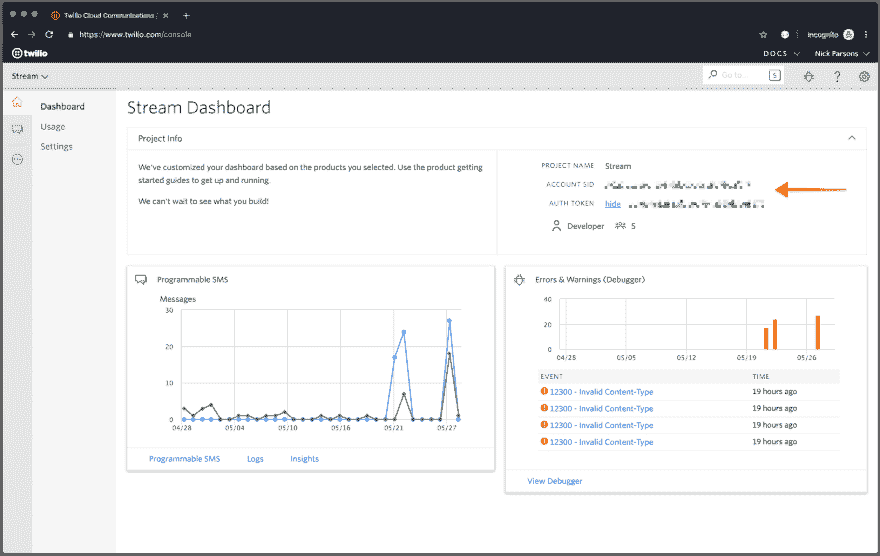 Twilio Cloud Communications /
https://www.twilio.com/console
Incognito
twilio
DOCS
Nick Parsons
Stream
Go to...
Dashboard
Usage
Settings
Stream Dashboard
Project Info
We've customized your dashboard based on the products you selected. Use the product getting
started guides to get up and running.
We can't wait to see what you build!
PROJECT NAME Stream
ACCOUNT SID
AUTH TOKEN hide
Developer 5
Programmable SMS
Messages
30
20
10
0
04/28 05/04 05/10 05/16 05/21 05/27
Programmable SMS Logs Insights
Errors & Warnings (Debugger)
40
20
0
04/28 05/05 05/12 05/19 05/26
EVENT TIME
12300 - Invalid Content-Type 19 hours ago
12300 - Invalid Content-Type 19 hours ago
12300 - Invalid Content-Type 19 hours ago
12300 - Invalid Content-Type 19 hours ago
View Debugger